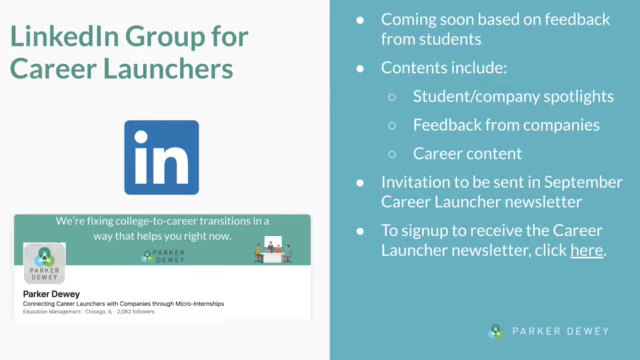 LinkedIn Group for
Career Launchers
in
We're fixing college-to-career transitions in a
way that helps you right now.
PARKER
DEWEY
PARKER
DEWEY
Parker Dewey
Connecting Career Launchers with Companies through Micro-Internships
Education Management · Chicago, IL · 2,082 followers
● Coming soon based on feedback
from students
● Contents include:
○ Student/company spotlights
○ Feedback from companies
○ Career content
● Invitation to be sent in September
Career Launcher newsletter
● To signup to receive the Career
Launcher newsletter, click here.
PARKER DEWEY